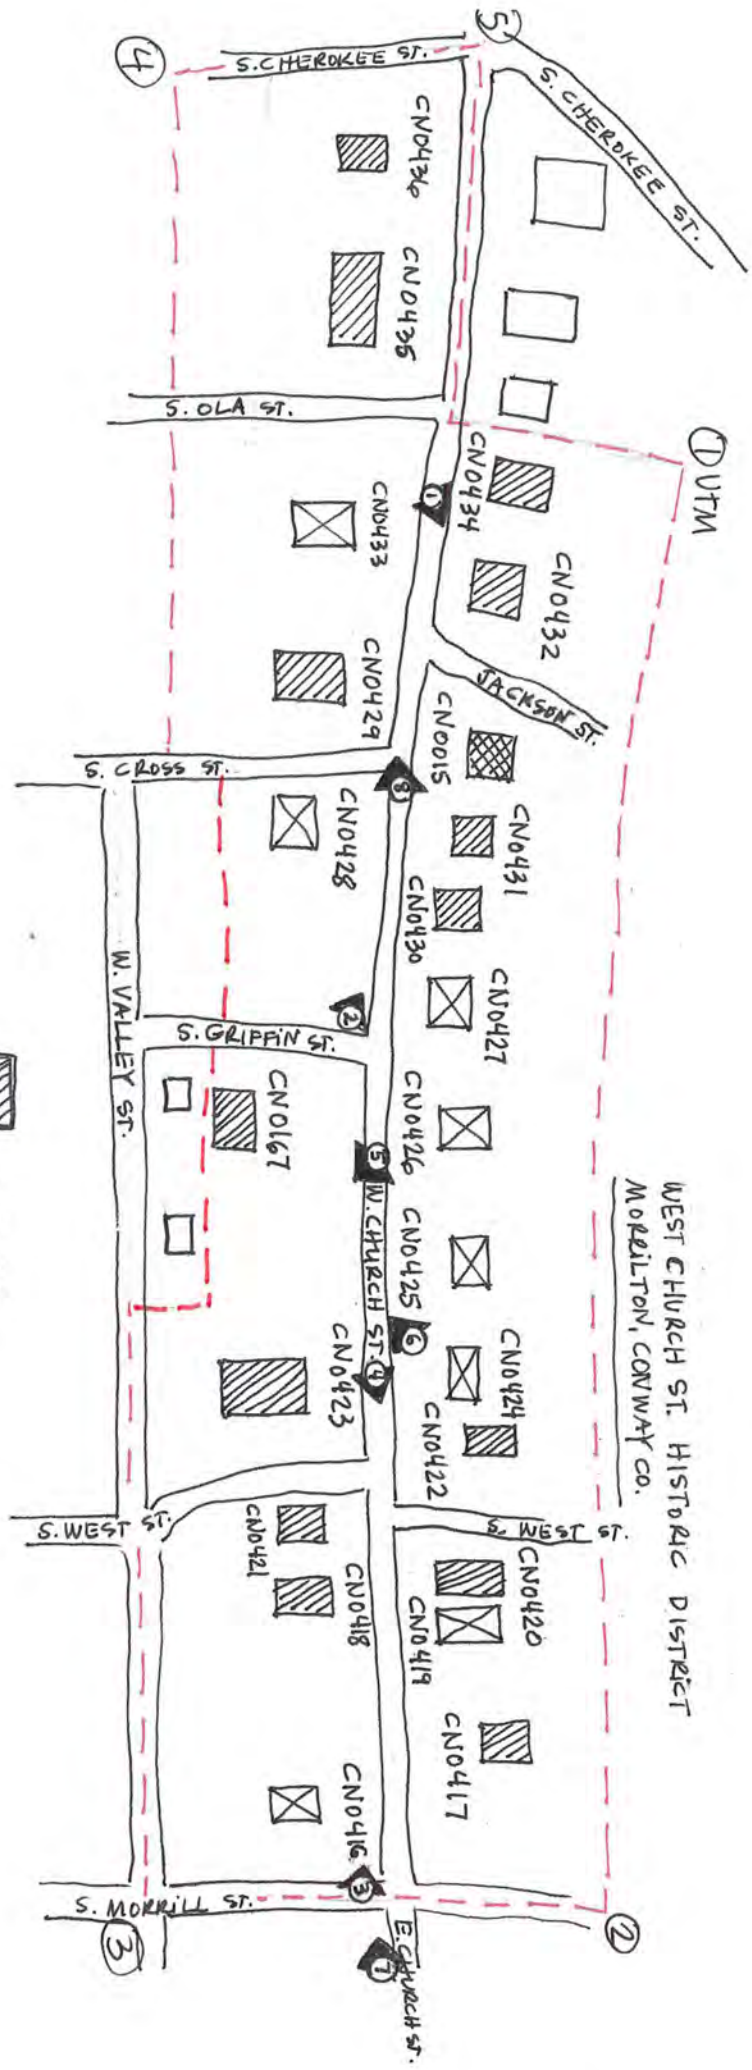 WEST CHURCH ST. HISTORIC DISTRICT
MORRILTON, CONWAY CO.
① UTM
②
③
④
⑤
S. CHEROKEE ST.
S. CHEROKEE ST.
S. OLA ST.
JACKSON ST.
S. CROSS ST.
S. GRIFFIN ST.
W. VALLEY ST.
W. CHURCH ST.
S. WEST ST.
S. WEST ST.
S. MORRILL ST.
E. CHURCH ST.
CN0436
CN0435
CN0434
CN0432
CN0433
CN0429
CN0015
CN0431
CN0430
CN0428
CN0427
CN0426
CN0167
CN0425
CN0424
CN0423
CN0422
CN0421
CN0418
CN0420
CN0419
CN0417
CN0416
1
8
2
5
6
4
3
7